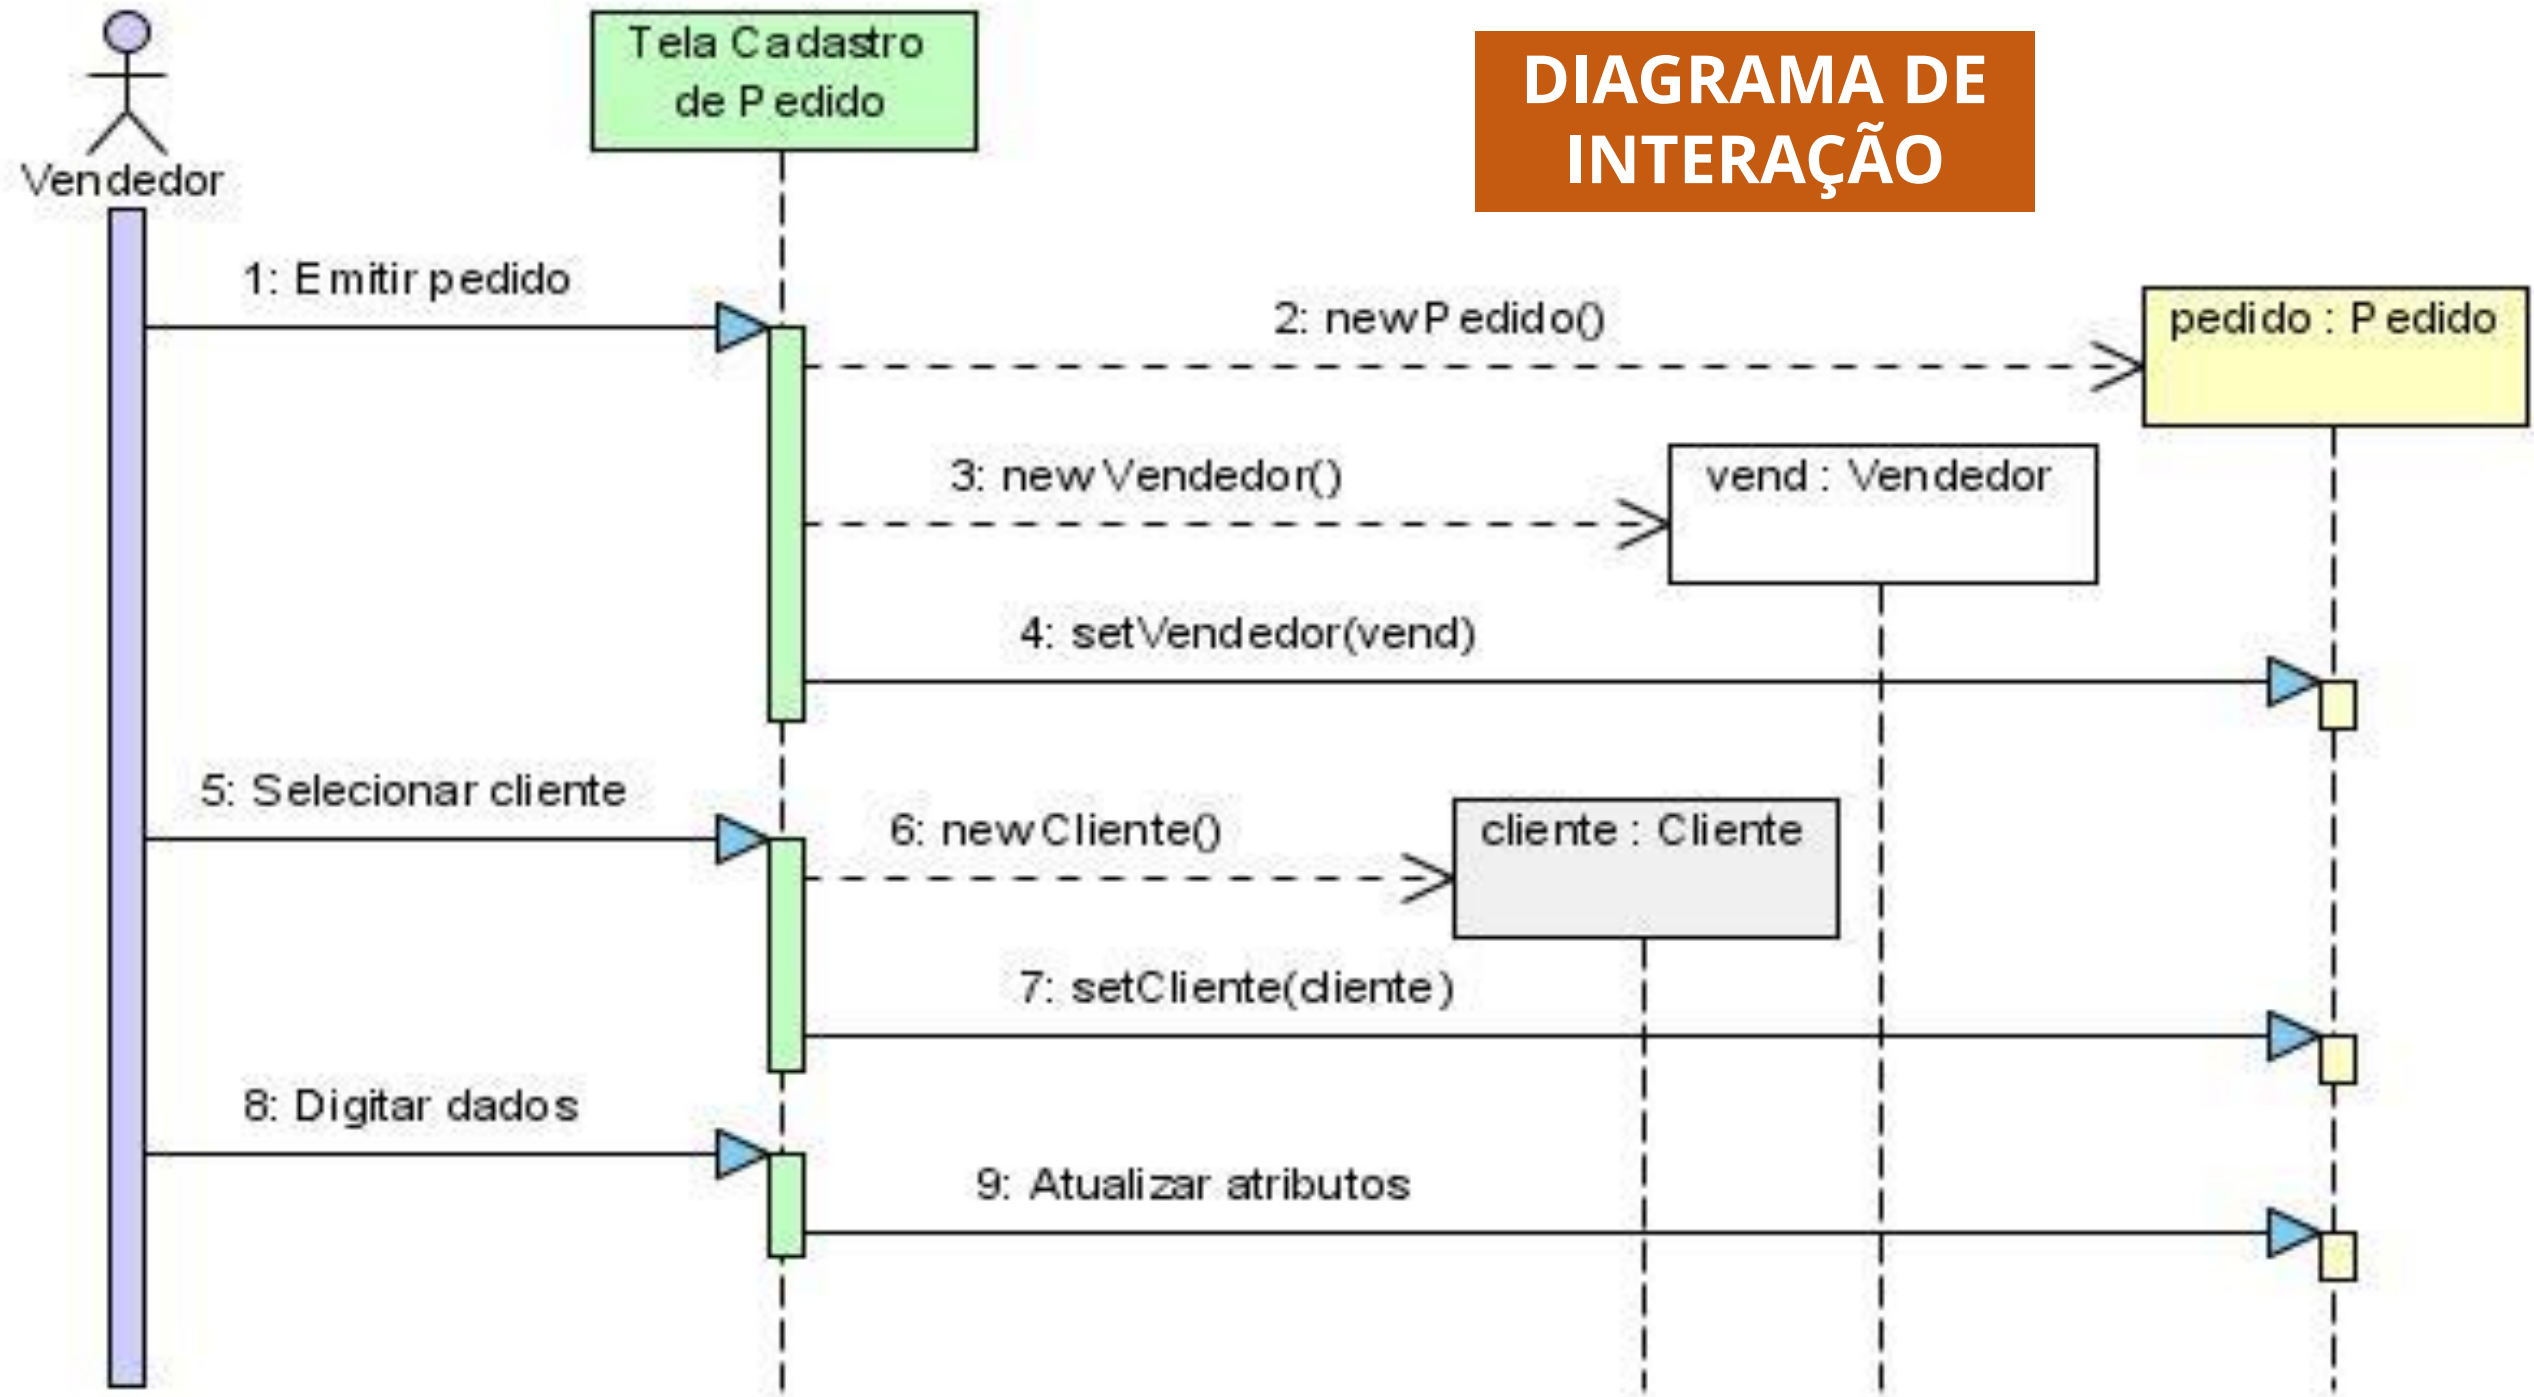 Tela Cadastro
de Pedido
DIAGRAMA DE
INTERAÇÃO
Vendedor
1: Emitir pedido
2: newPedido()
pedido : Pedido
3: newVendedor()
vend : Vendedor
4: setVendedor(vend)
5: Selecionar cliente
6: newCliente()
cliente : Cliente
7: setCliente(cliente)
8: Digitar dados
9: Atualizar atributos